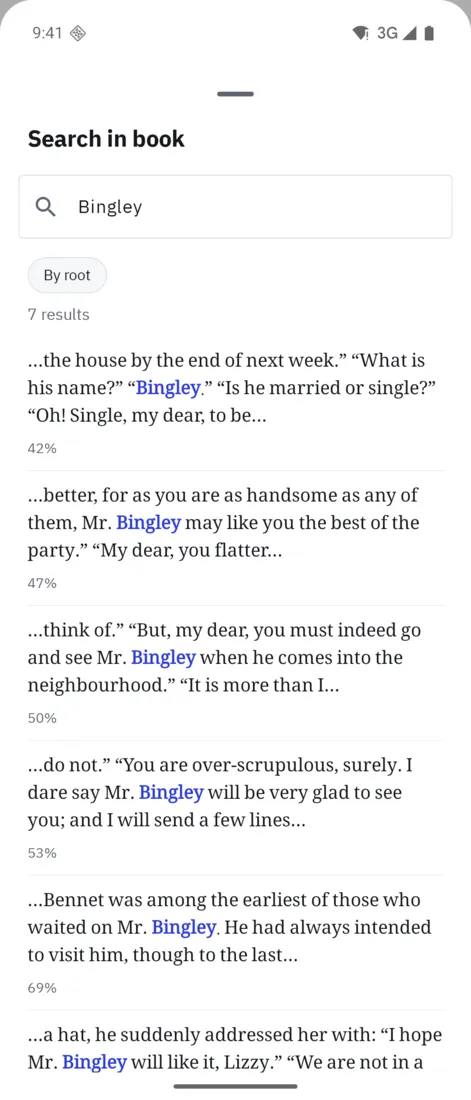 9:41 3G
Search in book
Bingley
By root
7 results
...the house by the end of next week.” “What is
his name?” “Bingley.” “Is he married or single?”
“Oh! Single, my dear, to be...
42%
...better, for as you are as handsome as any of
them, Mr. Bingley may like you the best of the
party.” “My dear, you flatter...
47%
...think of.” “But, my dear, you must indeed go
and see Mr. Bingley when he comes into the
neighbourhood.” “It is more than I...
50%
...do not.” “You are over-scrupulous, surely. I
dare say Mr. Bingley will be very glad to see
you; and I will send a few lines...
53%
...Bennet was among the earliest of those who
waited on Mr. Bingley. He had always intended
to visit him, though to the last...
69%
...a hat, he suddenly addressed her with: “I hope
Mr. Bingley will like it, Lizzy.” “We are not in a